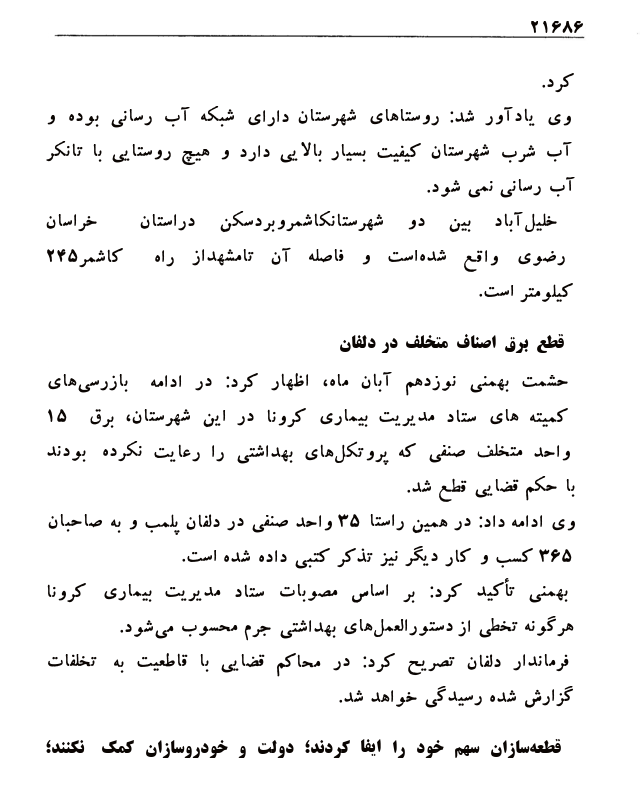 ۲۱۶۸۶
کرد.
وی یادآور شد: روستاهای شهرستان دارای شبکه آب رسانی بوده و
آب شرب شهرستان کیفیت بسیار بالایی دارد و هیچ روستایی با تانکر
آب رسانی نمی شود.
خلیل‌آباد بین دو شهرستانکاشمروبردسکن دراستان خراسان
رضوی واقع شده‌است و فاصله آن تامشهداز راه کاشمر۲۴۵
کیلومتر است.
قطع برق اصناف متخلف در دلفان
حشمت بهمنی نوزدهم آبان ماه، اظهار کرد: در ادامه بازرسی‌های
کمیته های ستاد مدیریت بیماری کرونا در این شهرستان، برق ۱۵
واحد متخلف صنفی که پروتکل‌های بهداشتی را رعایت نکرده بودند
با حکم قضایی قطع شد.
وی ادامه داد: در همین راستا ۳۵ واحد صنفی در دلفان پلمب و به صاحبان
۳۶۵ کسب و کار دیگر نیز تذکر کتبی داده شده است.
بهمنی تأکید کرد: بر اساس مصوبات ستاد مدیریت بیماری کرونا
هرگونه تخطی از دستورالعمل‌های بهداشتی جرم محسوب می‌شود.
فرماندار دلفان تصریح کرد: در محاکم قضایی با قاطعیت به تخلفات
گزارش شده رسیدگی خواهد شد.
قطعه‌سازان سهم خود را ایفا کردند؛ دولت و خودروسازان کمک نکنند؛